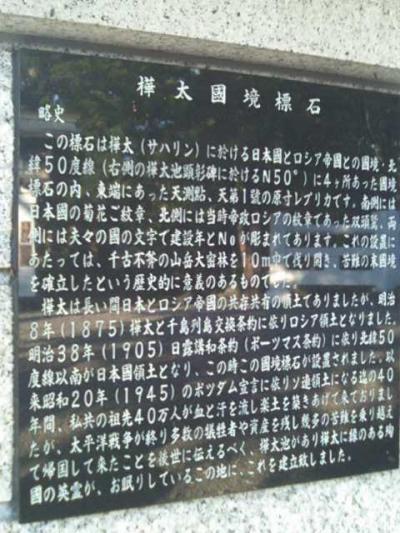 樺太國境標石
略史
この標石は樺太(サハリン)に於ける日本國とロシア帝國との國境・北
緯50度線(右側の樺太池顕彰碑に於けるN50°)に4ヶ所あった國境
標石の内、東端にあった天測點、天第1號の原寸レプリカです。南側には
日本國の菊花ご紋章、北側には当時帝政ロシアの紋章であった双頭鷲、両
側には夫々の國の文字で建設年とNoが彫まれてあります。これの設置に
あたっては、千古不斧の山岳大密林を10m巾で伐り開き、苦難の末國境
を確立したという歴史的に意義のあるものでした。
樺太は長い間日本とロシア帝國の共存共有の領土でありましたが、明治
8年(1875)樺太と千島列島交換条約に依りロシア領土となりました。
明治38年(1905)日露講和条約(ポーツマス条約)に依り北緯50
度線以南が日本國領土となり、この時この國境標石が設置されました。以
来昭和20年(1945)のポツダム宣言に依りソ連領土になる迄の40
年間、私共の祖先40万人が血と汗を流し楽土を築きあげて来ておりまし
たが、太平洋戦争が終り多数の犠牲者や資産を残し幾多の苦難を乗り越え
て帰国して来たことを後世に伝えるべく、樺太池があり樺太に縁のある殉
國の英霊が、お眠りしているこの地に、これを建立致しました。